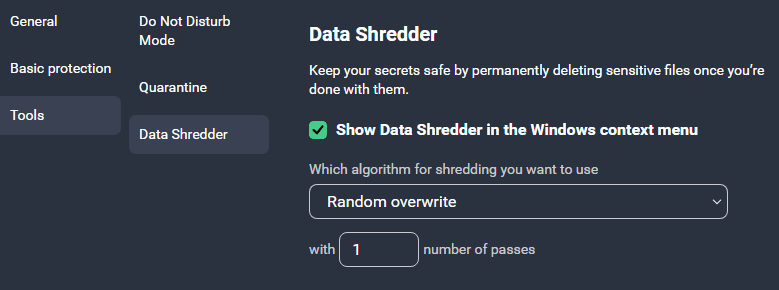 General
Basic protection
Tools
Do Not Disturb
Mode
Quarantine
Data Shredder
Data Shredder
Keep your secrets safe by permanently deleting sensitive files once you’re
done with them.
Show Data Shredder in the Windows context menu
Which algorithm for shredding you want to use
Random overwrite
with 1 number of passes